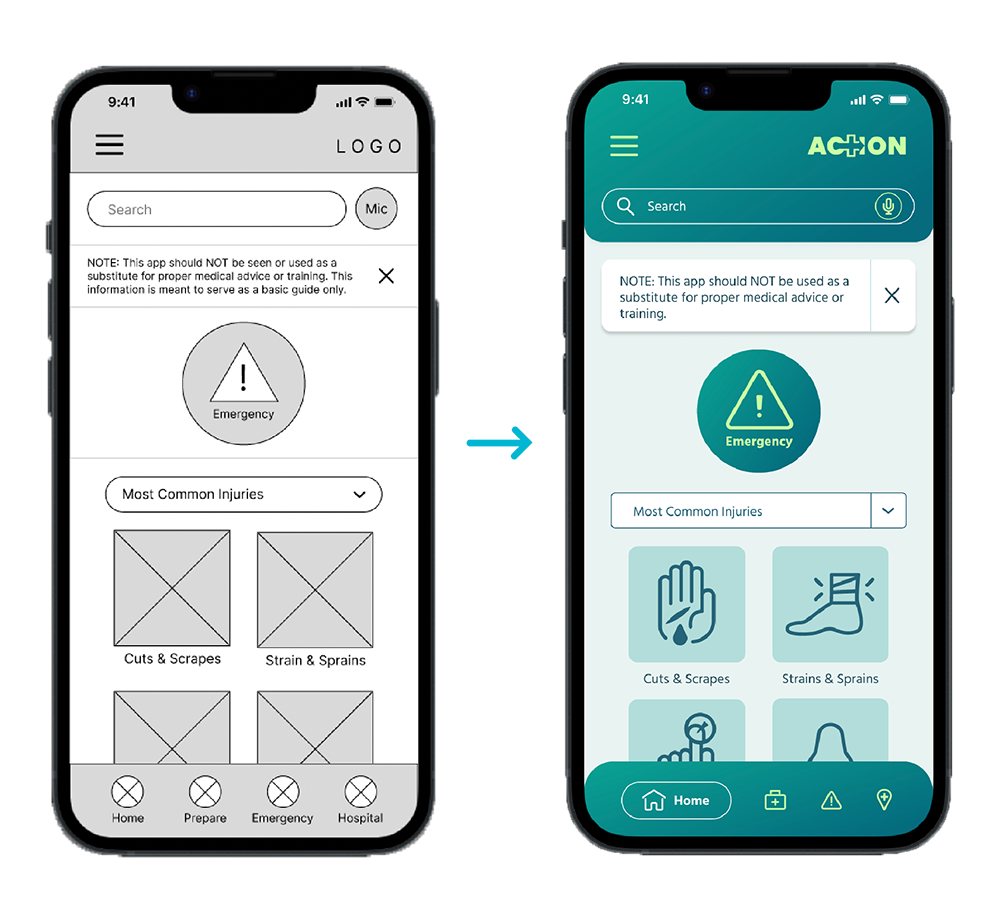 9:41
LOGO
Search
Mic
NOTE: This app should NOT be seen or used as a
substitute for proper medical advice or training. This
information is meant to serve as a basic guide only.
!
Emergency
Most Common Injuries
Cuts & Scrapes
Strain & Sprains
Home
Prepare
Emergency
Hospital
9:41
ACTION
Search
NOTE: This app should NOT be used as a
substitute for proper medical advice or
training.
!
Emergency
Most Common Injuries
Cuts & Scrapes
Strains & Sprains
Home